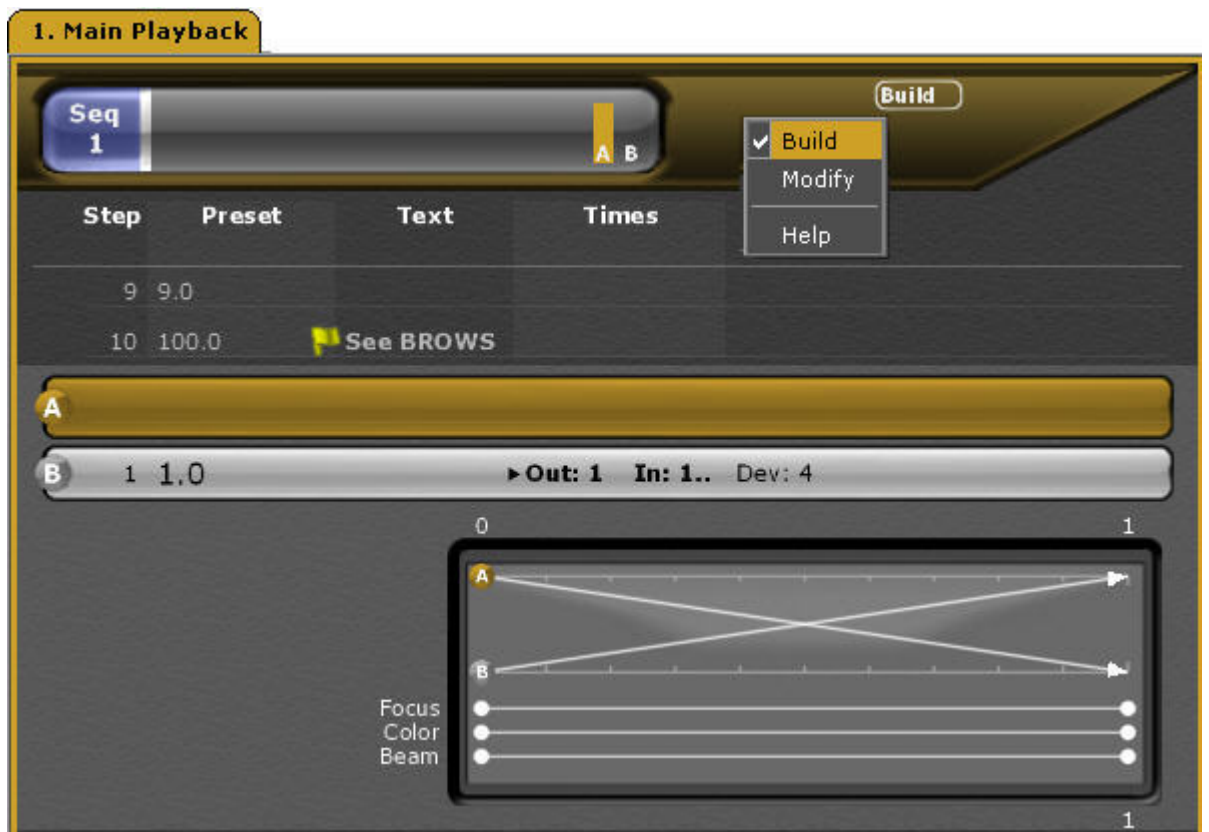 1. Main Playback
Seq
1
A B
Build
Build
Modify
Help
Step Preset Text Times
9 9.0
10 100.0 See BROWS
A
B 1 1.0 Out: 1 In: 1.. Dev: 4
0 1
A
B
Focus
Color
Beam
1